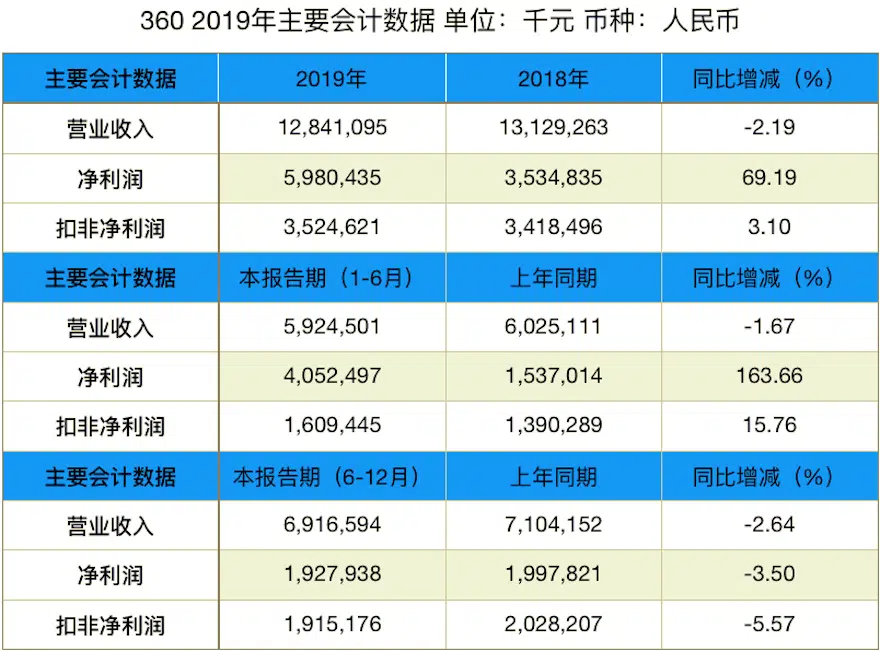 360 2019年主要会计数据 单位：千元 币种：人民币
主要会计数据 2019年 2018年 同比增减（%）
营业收入 12,841,095 13,129,263 -2.19
净利润 5,980,435 3,534,835 69.19
扣非净利润 3,524,621 3,418,496 3.10
主要会计数据 本报告期（1-6月） 上年同期 同比增减（%）
营业收入 5,924,501 6,025,111 -1.67
净利润 4,052,497 1,537,014 163.66
扣非净利润 1,609,445 1,390,289 15.76
主要会计数据 本报告期（6-12月） 上年同期 同比增减（%）
营业收入 6,916,594 7,104,152 -2.64
净利润 1,927,938 1,997,821 -3.50
扣非净利润 1,915,176 2,028,207 -5.57